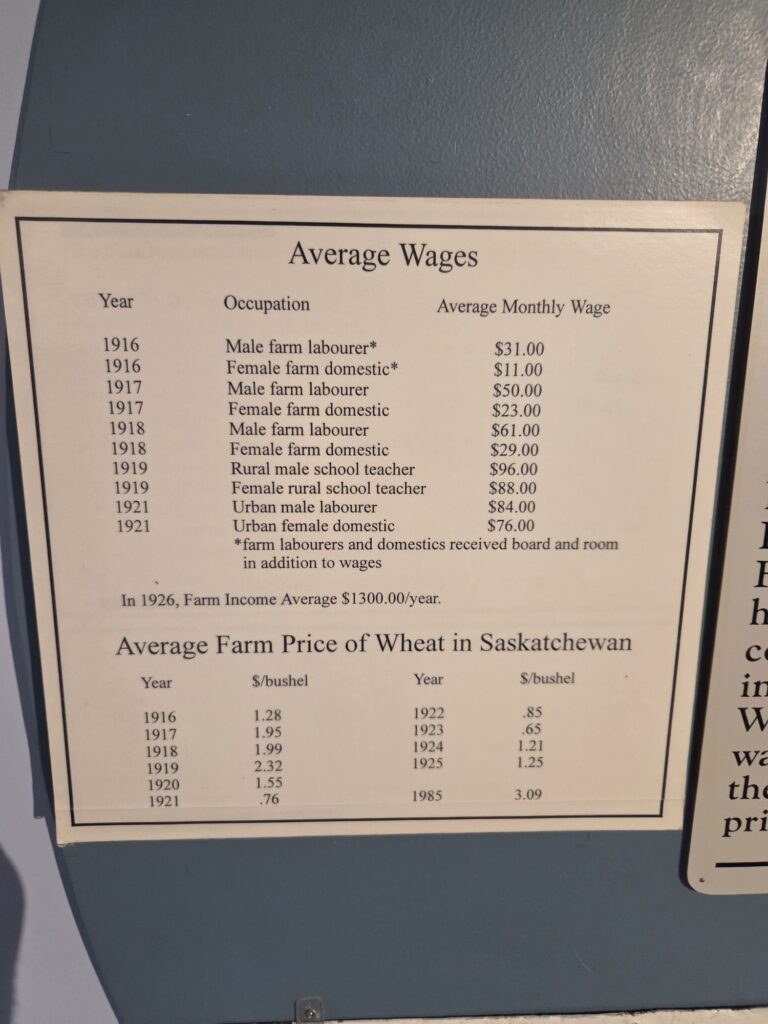 Average Wages
Year Occupation Average Monthly Wage
1916 Male farm labourer* $31.00
1916 Female farm domestic* $11.00
1917 Male farm labourer $50.00
1917 Female farm domestic $23.00
1918 Male farm labourer $61.00
1918 Female farm domestic $29.00
1919 Rural male school teacher $96.00
1919 Female rural school teacher $88.00
1921 Urban male labourer $84.00
1921 Urban female domestic $76.00
*farm labourers and domestics received board and room
in addition to wages
In 1926, Farm Income Average $1300.00/year.
Average Farm Price of Wheat in Saskatchewan
Year $/bushel Year $/bushel
1916 1.28 1922 .85
1917 1.95 1923 .65
1918 1.99 1924 1.21
1919 2.32 1925 1.25
1920 1.55
1921 .76 1985 3.09